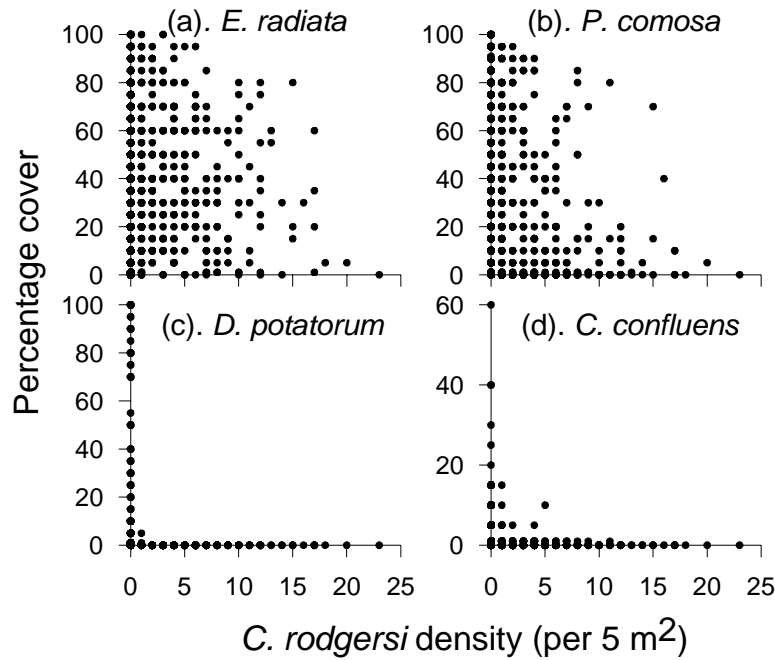 (a). E. radiata (b). P. comosa
100 100
80 80
60 60
40 40
20 20
0 0
(c). D. potatorum (d). C. confluens
100 60
80
60 40
40
20 20
0 0
0 5 10 15 20 25 0 5 10 15 20 25
Percentage cover
C. rodgersi density (per 5 m²)